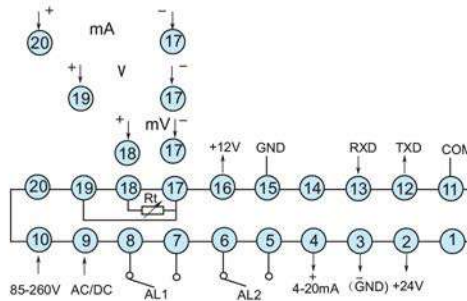 + mA −
20 17
+ V −
19 17
+ mV −
18 17
+12V GND RXD TXD COM
20 19 18 17 16 15 14 13 12 11
Rt
10 9 8 7 6 5 4 3 2 1
85-260V AC/DC AL1 AL2 + 4-20mA (GND) − +24V